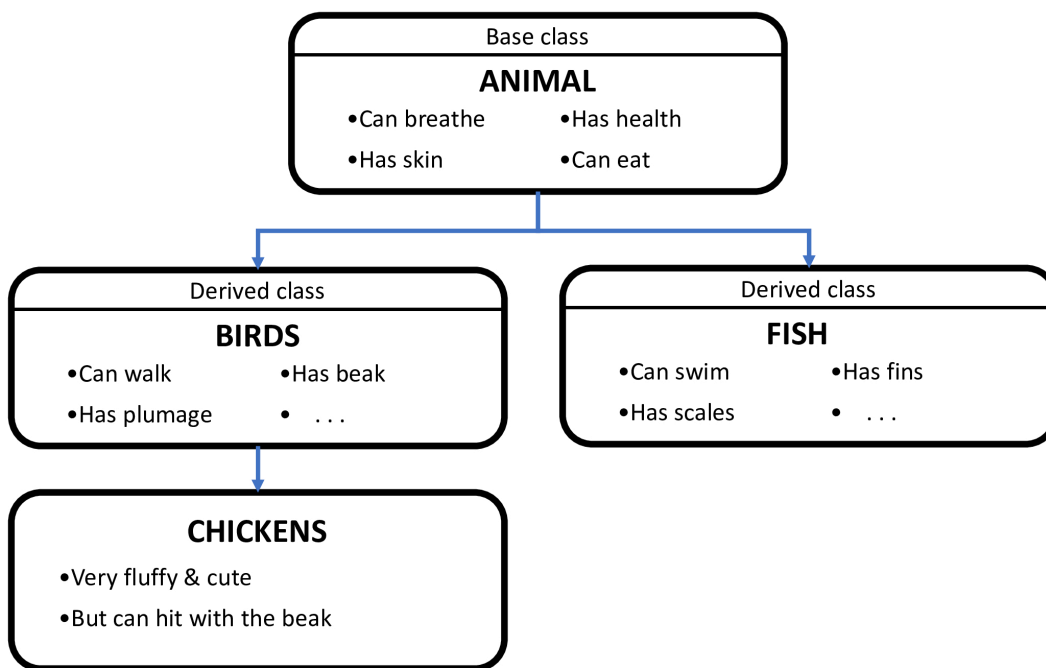 Base class
ANIMAL
•Can breathe •Has health
•Has skin •Can eat
Derived class
BIRDS
•Can walk •Has beak
•Has plumage • . . .
Derived class
FISH
•Can swim •Has fins
•Has scales • . . .
CHICKENS
•Very fluffy & cute
•But can hit with the beak